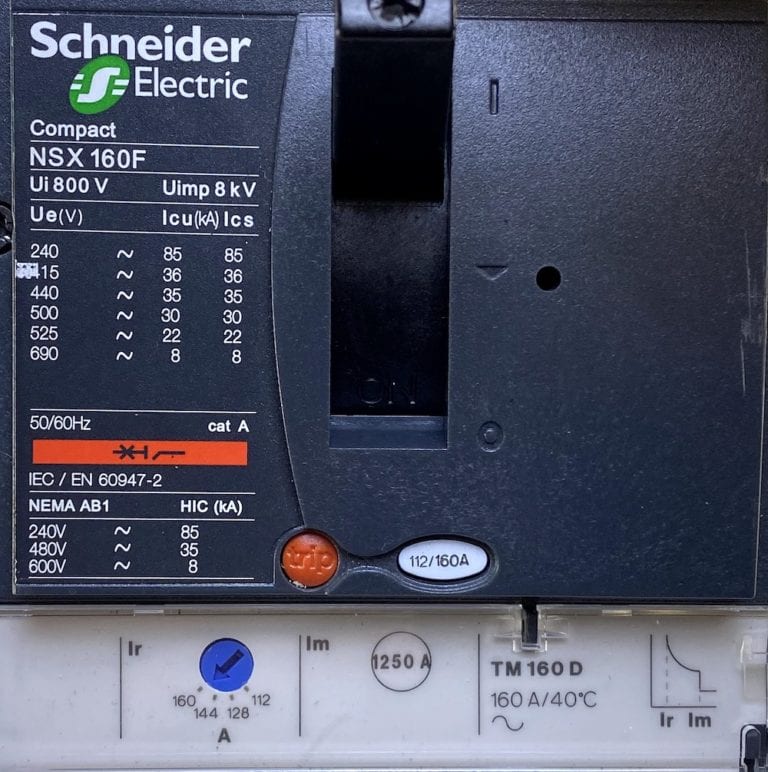 Schneider
Electric
Compact
NSX 160F
Ui 800 V Uimp 8 kV
Ue(V) Icu(kA) Ics
240 ~ 85 85
415 ~ 36 36
440 ~ 35 35
500 ~ 30 30
525 ~ 22 22
690 ~ 8 8
50/60Hz cat A
IEC / EN 60947-2
NEMA AB1 HIC (kA)
240V ~ 85
480V ~ 35
600V ~ 8
I
ON
O
trip
112/160A
Ir
160 144 128 112
A
Im
1250 A
TM 160 D
160 A/40°C
~
Ir Im